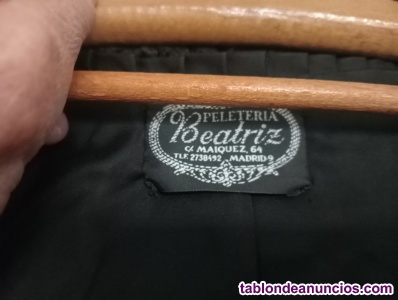 PELETERIA
Beatriz
C/ MAIQUEZ, 64
TLF. 2738492 MADRID-9
tablondeanuncios.com